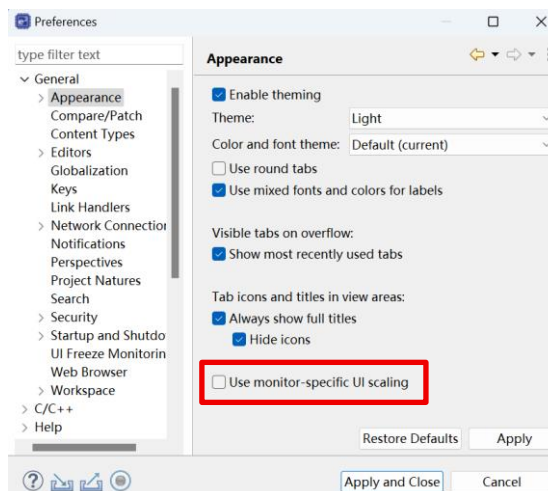 Preferences
type filter text
General
Appearance
Compare/Patch
Content Types
Editors
Globalization
Keys
Link Handlers
Network Connection
Notifications
Perspectives
Project Natures
Search
Security
Startup and Shutdo
UI Freeze Monitorin
Web Browser
Workspace
C/C++
Help
Appearance
Enable theming
Theme: Light
Color and font theme: Default (current)
Use round tabs
Use mixed fonts and colors for labels
Visible tabs on overflow:
Show most recently used tabs
Tab icons and titles in view areas:
Always show full titles
Hide icons
Use monitor-specific UI scaling
Restore Defaults Apply
Apply and Close Cancel